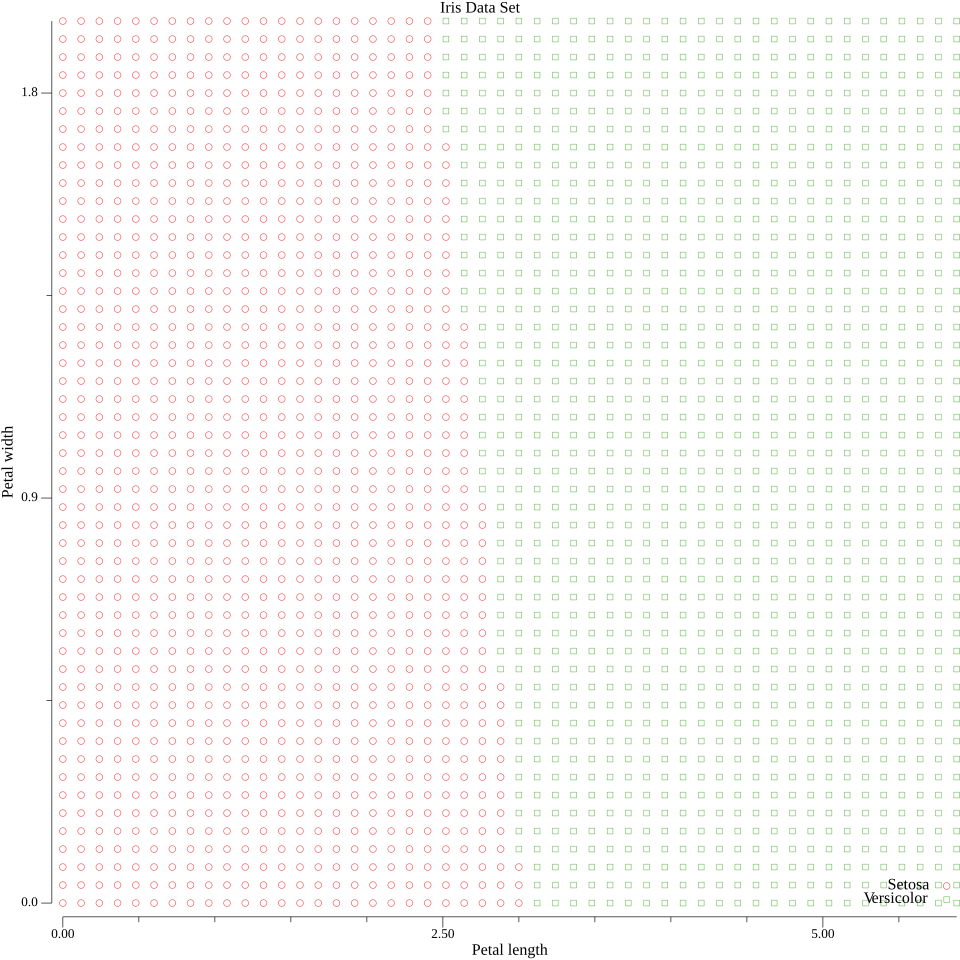 Iris Data Set
1.8
Petal width
0.9
0.0
Setosa
Versicolor
0.00 2.50 5.00
Petal length